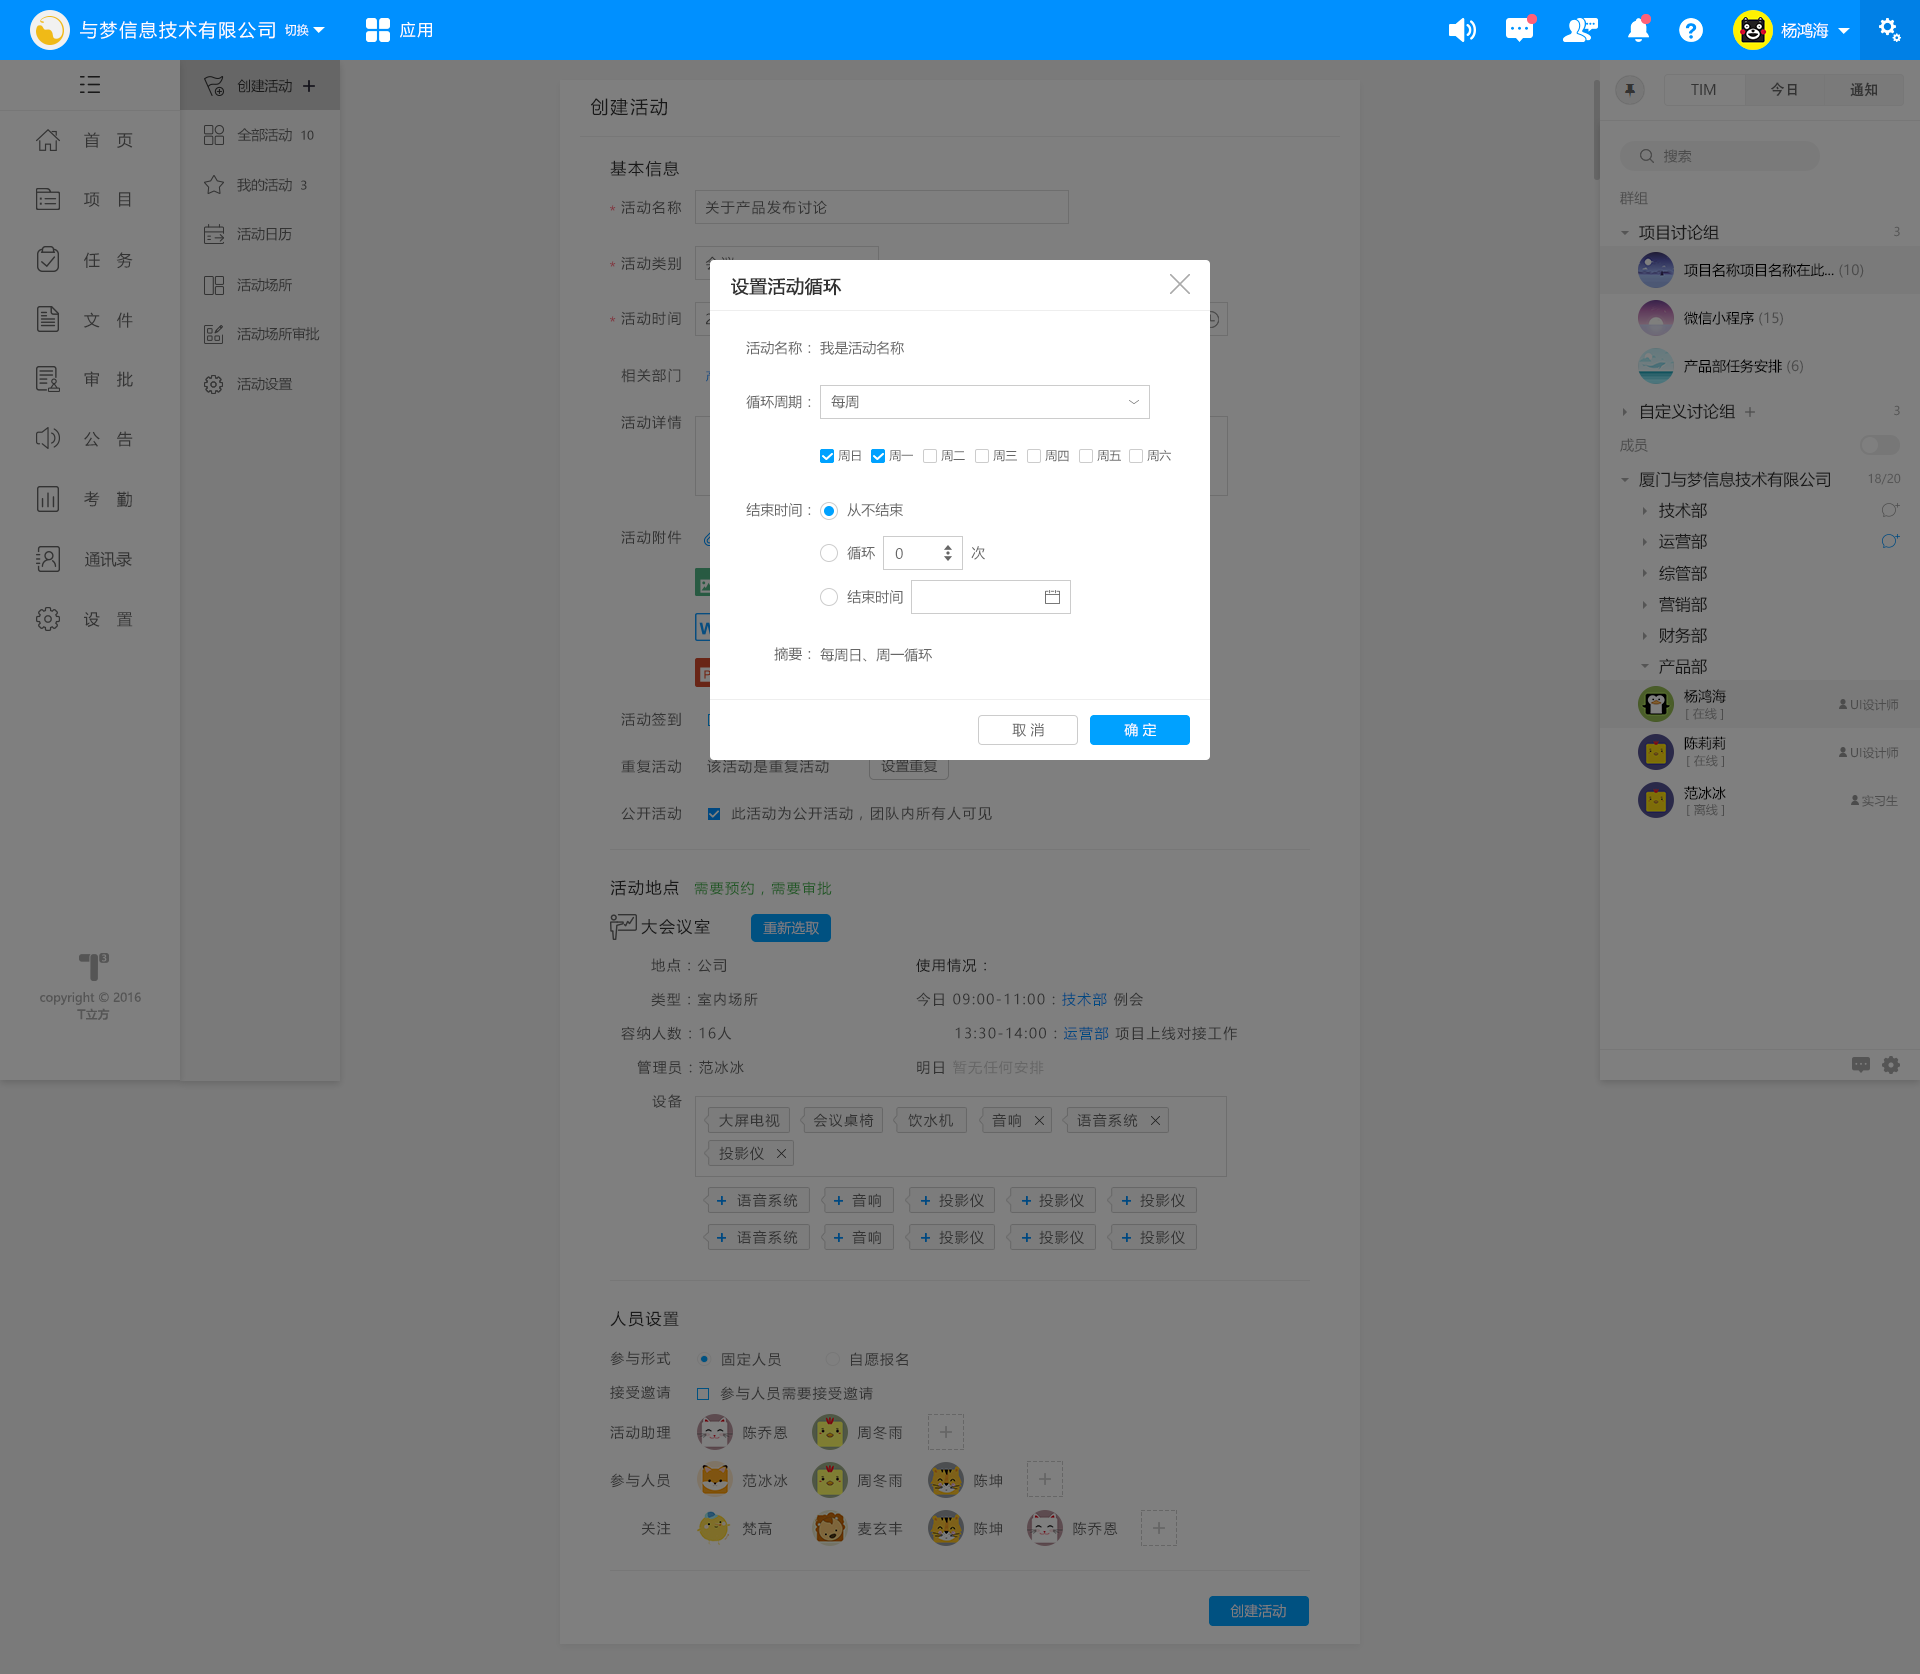 与梦信息技术有限公司 切换 应用 杨鸿海
首 页
项 目
任 务
文 件
审 批
公 告
考 勤
通讯录
设 置
copyright © 2016
T立方
创建活动 +
全部活动 10
我的活动 3
活动日历
活动场所
活动场所审批
活动设置
创建活动
基本信息
* 活动名称 关于产品发布讨论
* 活动类别
* 活动时间
相关部门
活动详情
活动附件
活动签到
重复活动 该活动是重复活动 设置重复
公开活动 此活动为公开活动，团队内所有人可见
设置活动循环
活动名称： 我是活动名称
循环周期： 每周
周日 周一 周二 周三 周四 周五 周六
结束时间： 从不结束
循环 0 次
结束时间
摘要： 每周日、周一循环
取 消 确 定
活动地点 需要预约，需要审批
大会议室 重新选取
地点：公司 使用情况：
类型：室内场所 今日 09:00-11:00：技术部 例会
容纳人数：16人 13:30-14:00：运营部 项目上线对接工作
管理员：范冰冰 明日 暂无任何安排
设备 大屏电视 会议桌椅 饮水机 音响 × 语音系统 ×
投影仪 ×
+ 语音系统 + 音响 + 投影仪 + 投影仪 + 投影仪
+ 语音系统 + 音响 + 投影仪 + 投影仪 + 投影仪
人员设置
参与形式 固定人员 自愿报名
接受邀请 参与人员需要接受邀请
活动助理 陈乔恩 周冬雨 +
参与人员 范冰冰 周冬雨 陈坤 +
关注 梵高 麦玄丰 陈坤 陈乔恩 +
创建活动
TIM 今日 通知
搜索
群组
项目讨论组 3
项目名称项目名称在此... (10)
微信小程序 (15)
产品部任务安排 (6)
自定义讨论组 + 3
成员
厦门与梦信息技术有限公司 18/20
技术部
运营部
综管部
营销部
财务部
产品部
杨鸿海 UI设计师
[ 在线 ]
陈莉莉 UI设计师
[ 在线 ]
范冰冰 实习生
[ 离线 ]